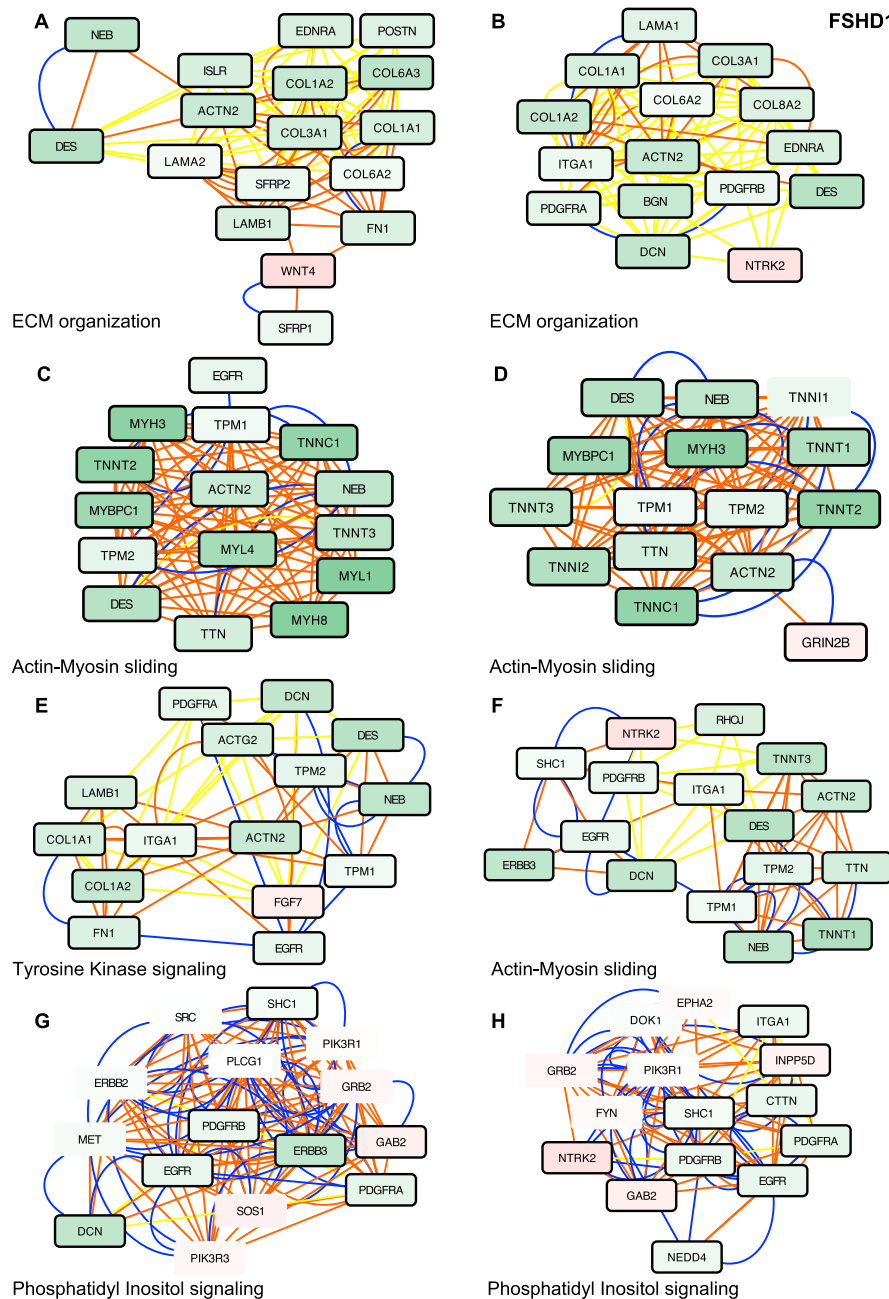 A
NEB
EDNRA
POSTN
ISLR
COL1A2
COL6A3
ACTN2
COL3A1
COL1A1
DES
LAMA2
SFRP2
COL6A2
LAMB1
FN1
WNT4
SFRP1
ECM organization
B
FSHD1
LAMA1
COL1A1
COL3A1
COL6A2
COL8A2
COL1A2
EDNRA
ITGA1
ACTN2
DES
PDGFRA
BGN
PDGFRB
DCN
NTRK2
ECM organization
C
EGFR
MYH3
TPM1
TNNC1
TNNT2
ACTN2
NEB
MYBPC1
TNNT3
TPM2
MYL4
MYL1
DES
MYH8
TTN
Actin-Myosin sliding
D
DES
NEB
TNNI1
MYBPC1
MYH3
TNNT1
TNNT3
TPM1
TPM2
TNNT2
TTN
TNNI2
ACTN2
TNNC1
GRIN2B
Actin-Myosin sliding
E
PDGFRA
DCN
ACTG2
DES
TPM2
LAMB1
NEB
COL1A1
ITGA1
ACTN2
TPM1
COL1A2
FGF7
FN1
EGFR
Tyrosine Kinase signaling
F
NTRK2
RHOJ
SHC1
PDGFRB
TNNT3
ITGA1
ACTN2
EGFR
DES
ERBB3
DCN
TPM2
TTN
TPM1
NEB
TNNT1
Actin-Myosin sliding
G
SRC
SHC1
PLCG1
PIK3R1
ERBB2
GRB2
MET
PDGFRB
ERBB3
GAB2
EGFR
PDGFRA
SOS1
DCN
PIK3R3
Phosphatidyl Inositol signaling
H
EPHA2
DOK1
ITGA1
GRB2
PIK3R1
INPP5D
FYN
SHC1
CTTN
NTRK2
PDGFRB
PDGFRA
GAB2
EGFR
NEDD4
Phosphatidyl Inositol signaling